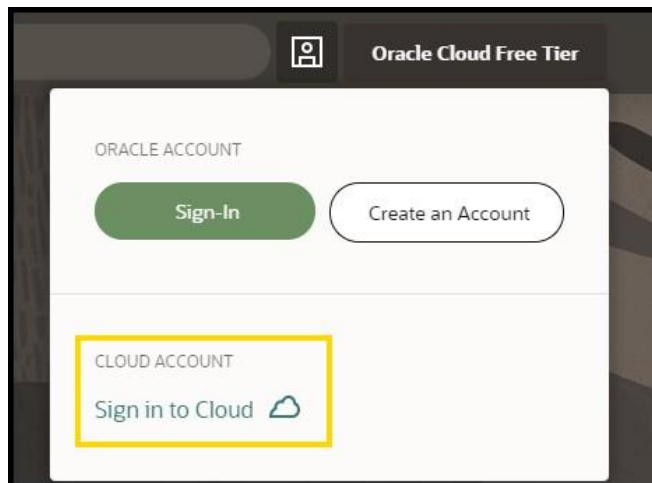 Oracle Cloud Free Tier
ORACLE ACCOUNT
Sign-In
Create an Account
CLOUD ACCOUNT
Sign in to Cloud